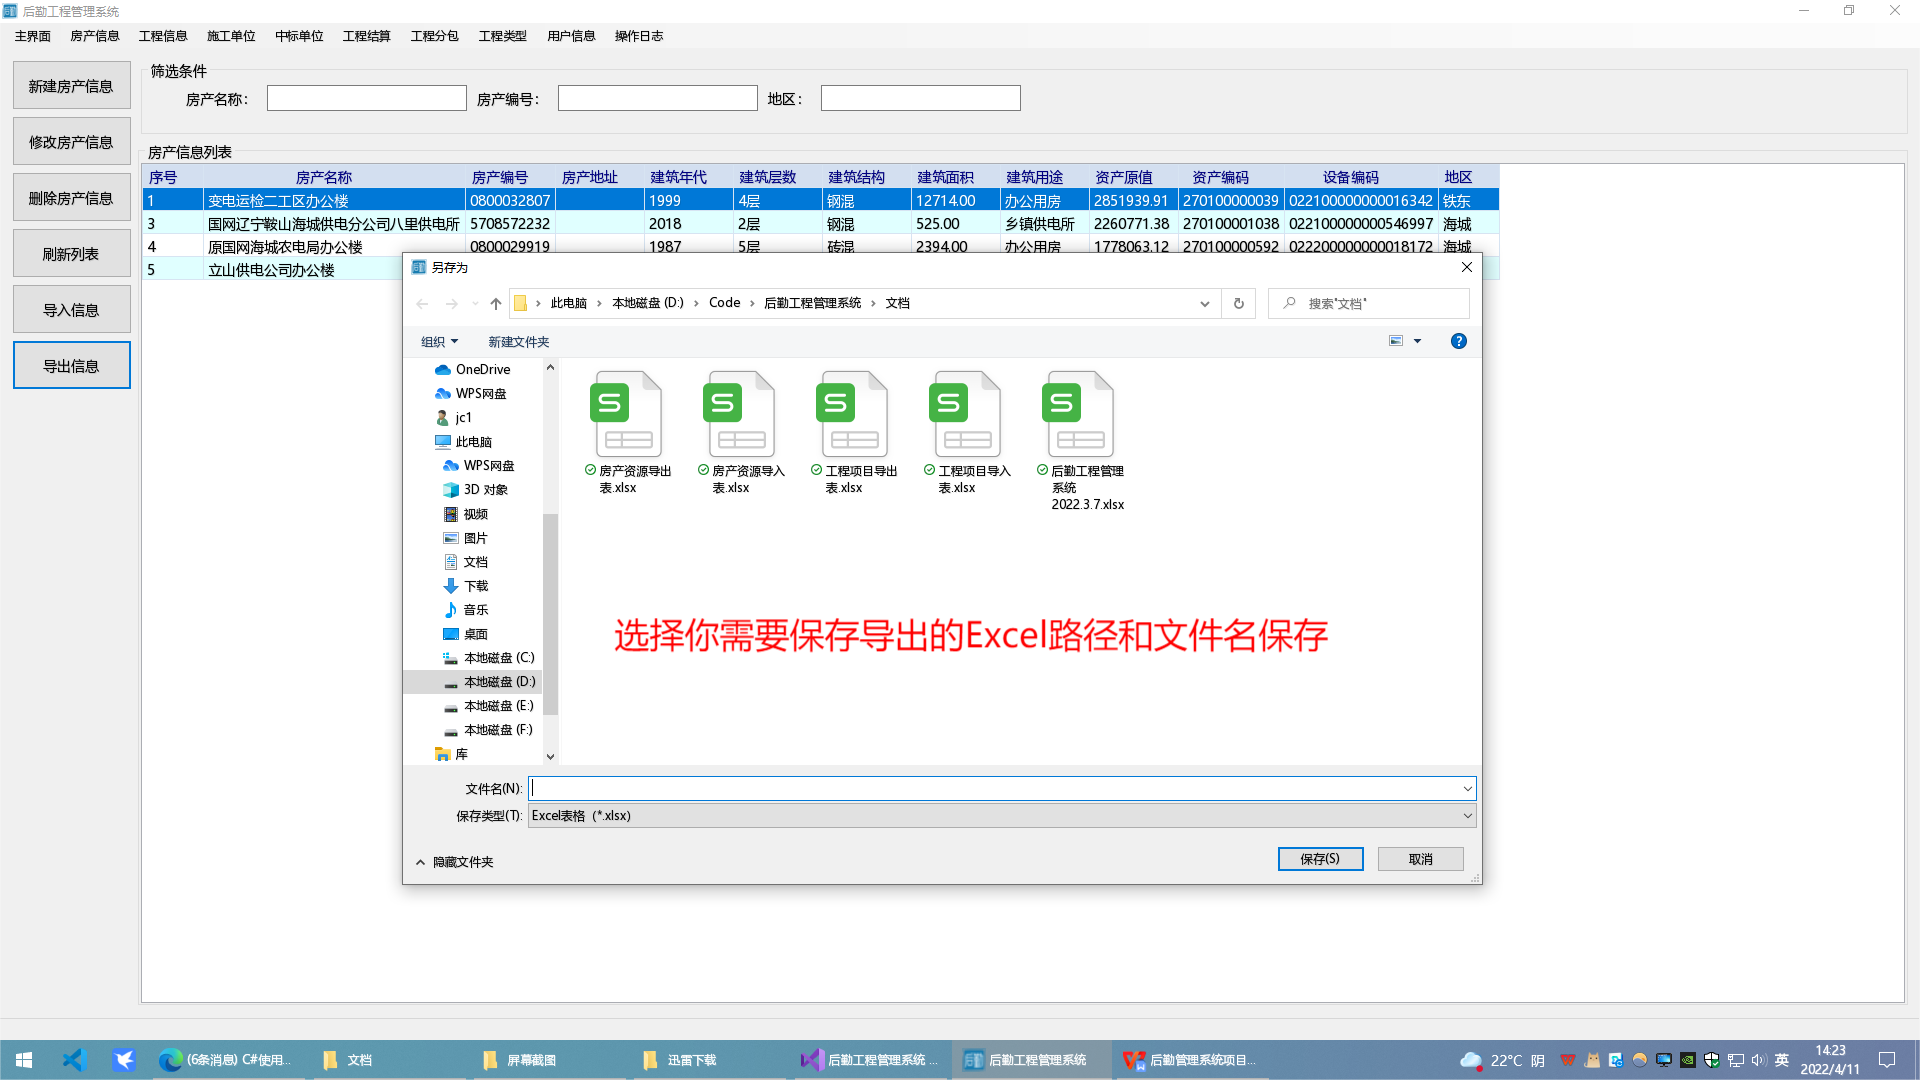 后勤工程管理系统
主界面 房产信息 工程信息 施工单位 中标单位 工程结算 工程分包 工程类型 用户信息 操作日志
新建房产信息
修改房产信息
删除房产信息
刷新列表
导入信息
导出信息
筛选条件
房产名称： 房产编号： 地区：
房产信息列表
序号 房产名称 房产编号 房产地址 建筑年代 建筑层数 建筑结构 建筑面积 建筑用途 资产原值 资产编码 设备编码 地区
1 变电运检二工区办公楼 0800032807 1999 4层 钢混 12714.00 办公用房 2851939.91 270100000039 022100000000016342 铁东
3 国网辽宁鞍山海城供电分公司八里供电所 5708572232 2018 2层 钢混 525.00 乡镇供电所 2260771.38 270100001038 022100000000546997 海城
4 原国网海城农电局办公楼 0800029919 1987 5层 砖混 2394.00 办公用房 1778063.12 270100000592 022200000000018172 海城
5 立山供电公司办公楼
另存为
此电脑 › 本地磁盘 (D:) › Code › 后勤工程管理系统 › 文档
搜索"文档"
组织 新建文件夹
OneDrive
WPS网盘
jc1
此电脑
WPS网盘
3D 对象
视频
图片
文档
下载
音乐
桌面
本地磁盘 (C:)
本地磁盘 (D:)
本地磁盘 (E:)
本地磁盘 (F:)
库
房产资源导出
表.xlsx
房产资源导入
表.xlsx
工程项目导出
表.xlsx
工程项目导入
表.xlsx
后勤工程管理
系统
2022.3.7.xlsx
选择你需要保存导出的Excel路径和文件名保存
文件名(N):
保存类型(T): Excel表格（*.xlsx）
隐藏文件夹
保存(S) 取消
(6条消息) C#使用... 文档 屏幕截图 迅雷下载 后勤工程管理系统 ... 后勤工程管理系统 后勤管理系统项目...
22°C 阴 英
14:23
2022/4/11